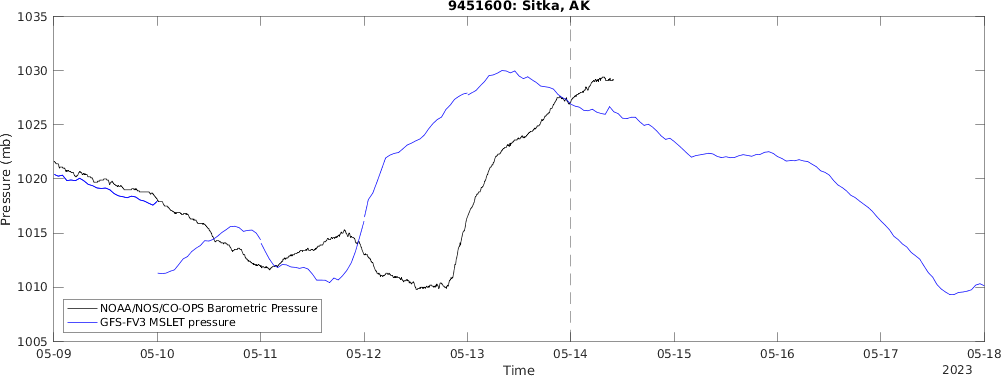 9451600: Sitka, AK
Pressure (mb)
1035
1030
1025
1020
1015
1010
1005
NOAA/NOS/CO-OPS Barometric Pressure
GFS-FV3 MSLET pressure
05-09 05-10 05-11 05-12 05-13 05-14 05-15 05-16 05-17 05-18
Time
2023